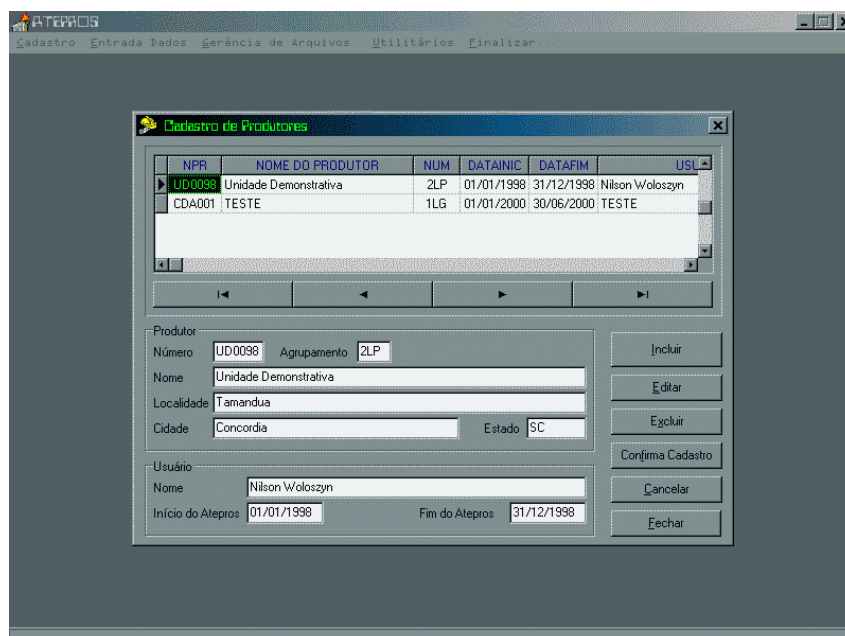 ATEPROS
Cadastro Entrada Dados Gerência de Arquivos Utilitários Finalizar...
Cadastro de Produtores
NPR NOME DO PRODUTOR NUM DATAINIC DATAFIM USU
UD0098 Unidade Demonstrativa 2LP 01/01/1998 31/12/1998 Nilson Woloszyn
CDA001 TESTE 1LG 01/01/2000 30/06/2000 TESTE
Produtor
Número UD0098 Agrupamento 2LP
Nome Unidade Demonstrativa
Localidade Tamandua
Cidade Concordia Estado SC
Usuário
Nome Nilson Woloszyn
Início do Atepros 01/01/1998 Fim do Atepros 31/12/1998
Incluir
Editar
Excluir
Confirma Cadastro
Cancelar
Fechar